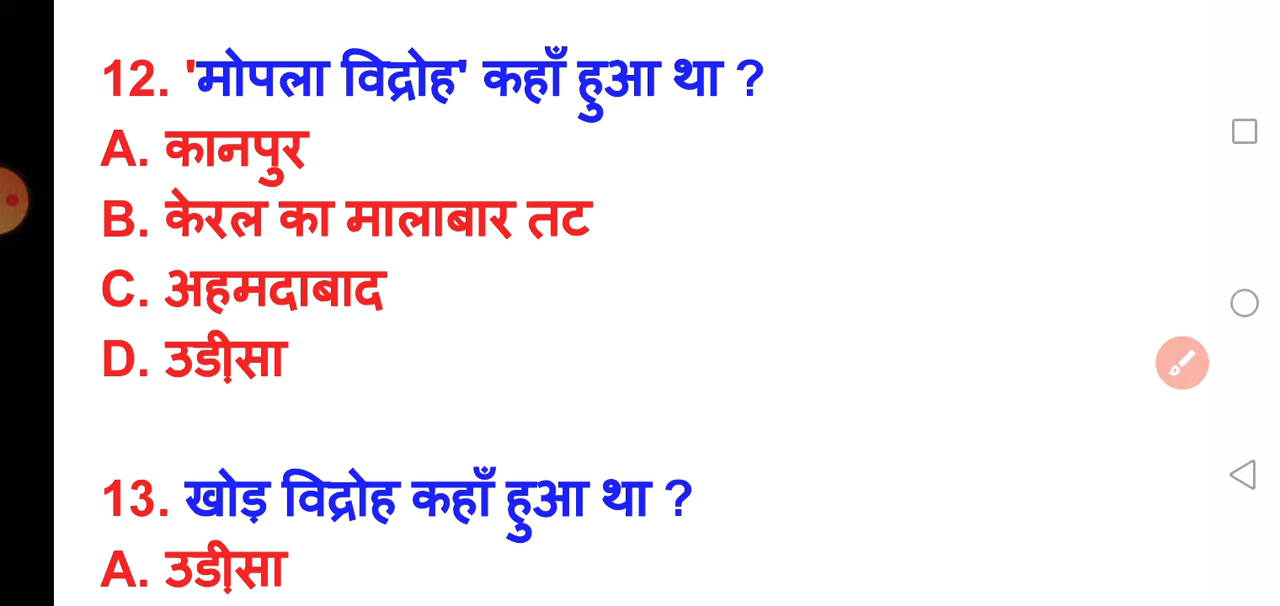 12. 'मोपला विद्रोह' कहाँ हुआ था ?
A. कानपुर
B. केरल का मालाबार तट
C. अहमदाबाद
D. उडी़सा
13. खोड़ विद्रोह कहाँ हुआ था ?
A. उडी़सा